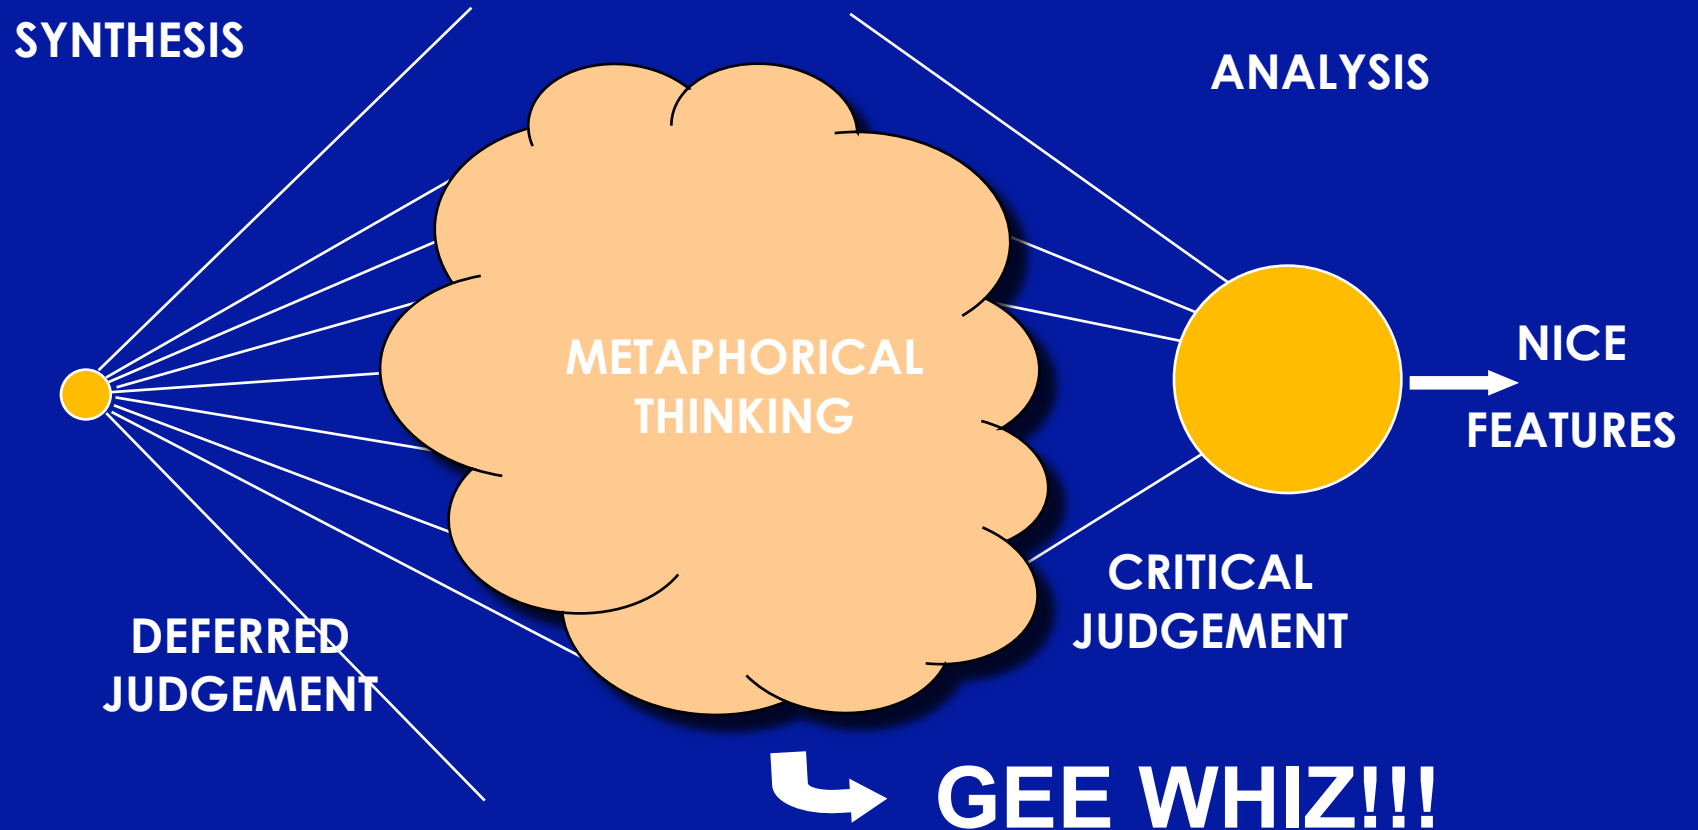 SYNTHESIS
ANALYSIS
METAPHORICAL
THINKING
NICE
FEATURES
CRITICAL
JUDGEMENT
DEFERRED
JUDGEMENT
GEE WHIZ!!!